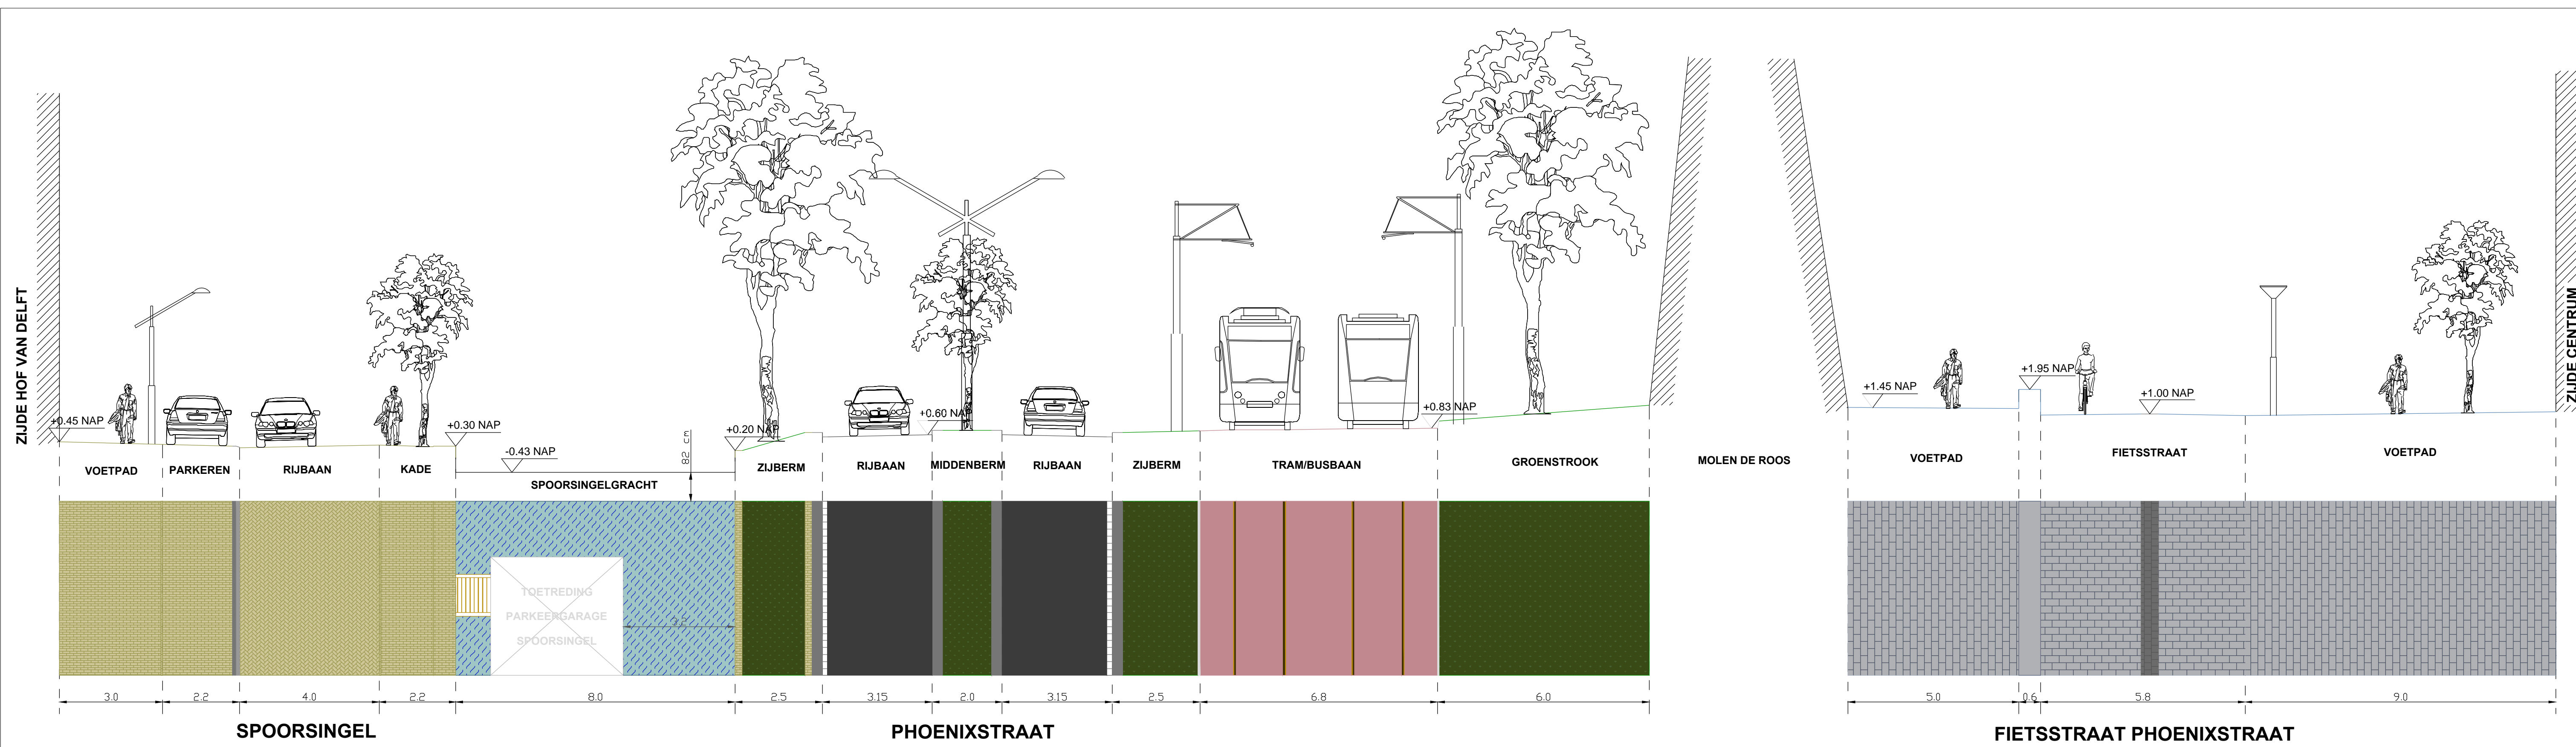 ZIJDE HOF VAN DELFT
ZIJDE CENTRUM
+0.45 NAP
+0.30 NAP
-0.43 NAP
82 cm
+0.20 NAP
+0.60 NAP
+0.83 NAP
+1.45 NAP
+1.95 NAP
+1.00 NAP
VOETPAD
PARKEREN
RIJBAAN
KADE
SPOORSINGELGRACHT
ZIJBERM
RIJBAAN
MIDDENBERM
RIJBAAN
ZIJBERM
TRAM/BUSBAAN
GROENSTROOK
MOLEN DE ROOS
VOETPAD
FIETSSTRAAT
VOETPAD
TOETREDING
PARKEERGARAGE
SPOORSINGEL
3.0
2.2
4.0
2.2
8.0
2.5
3.15
2.0
3.15
2.5
6.8
6.0
5.0
0.6
5.8
9.0
SPOORSINGEL
PHOENIXSTRAAT
FIETSSTRAAT PHOENIXSTRAAT